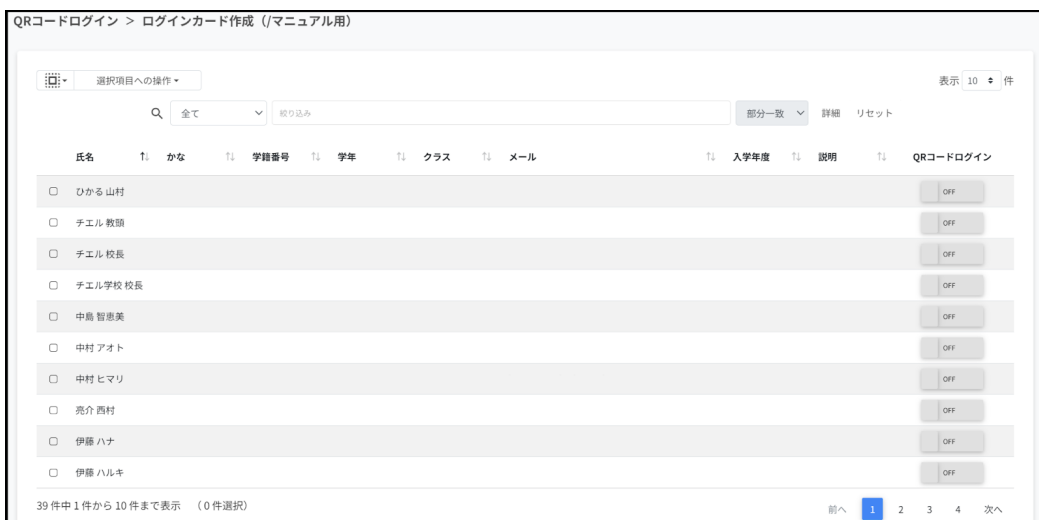 QRコードログイン > ログインカード作成（/マニュアル用）
選択項目への操作 表示 10 件
全て 絞り込み 部分一致 詳細 リセット
氏名 かな 学籍番号 学年 クラス メール 入学年度 説明 QRコードログイン
ひかる 山村 OFF
チエル 教頭 OFF
チエル 校長 OFF
チエル学校 校長 OFF
中島 智恵美 OFF
中村 アオト OFF
中村 ヒマリ OFF
亮介 西村 OFF
伊藤 ハナ OFF
伊藤 ハルキ OFF
39 件中 1 件から 10 件まで表示 （ 0 件選択） 前へ 1 2 3 4 次へ